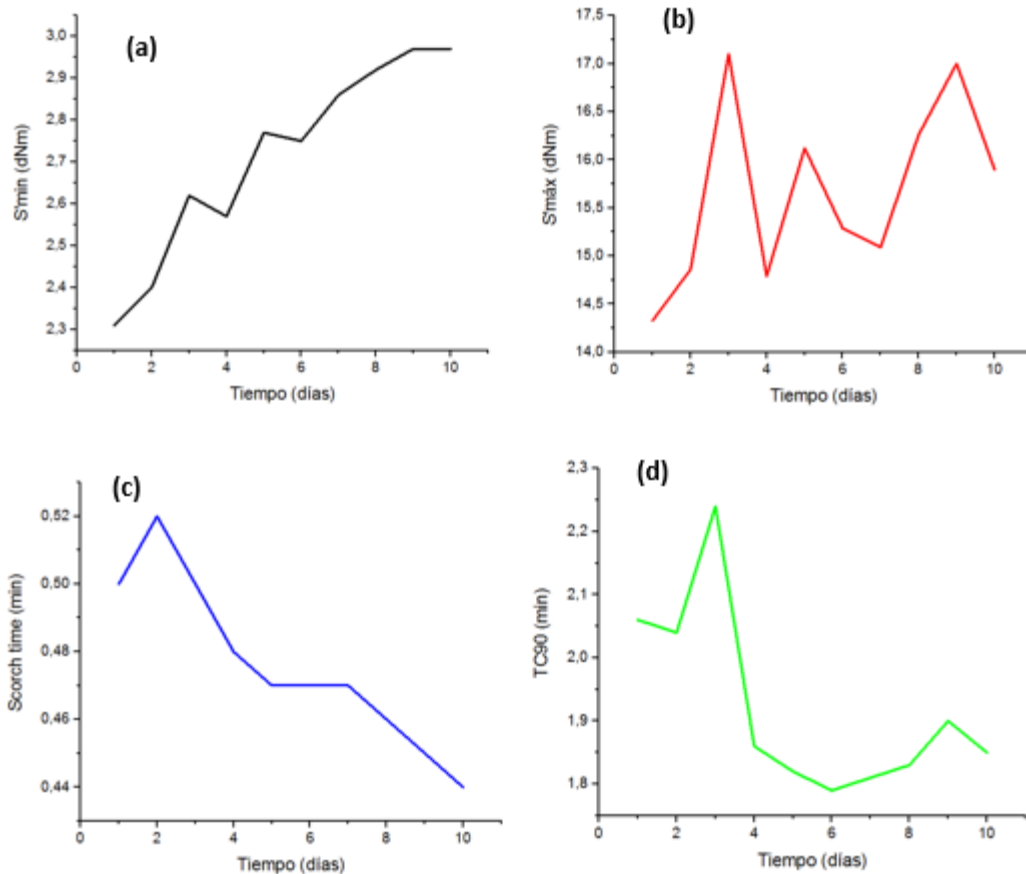 (a)
S'min (dNm)
3,0
2,9
2,8
2,7
2,6
2,5
2,4
2,3
0 2 4 6 8 10
Tiempo (días)
(b)
S'máx (dNm)
17,5
17,0
16,5
16,0
15,5
15,0
14,5
14,0
0 2 4 6 8 10
Tiempo (días)
(c)
Scorch time (min)
0,52
0,50
0,48
0,46
0,44
0 2 4 6 8 10
Tiempo (días)
(d)
TC90 (min)
2,3
2,2
2,1
2,0
1,9
1,8
0 2 4 6 8 10
Tiempo (días)